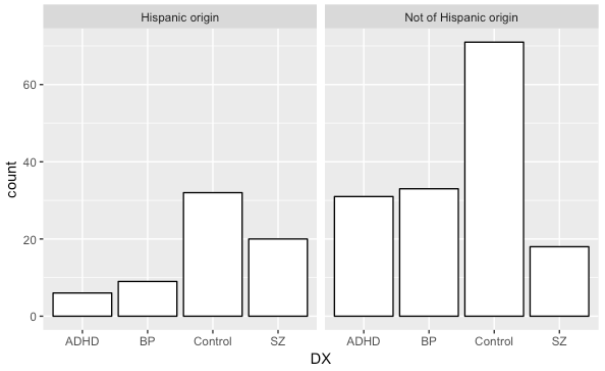 Hispanic origin
Not of Hispanic origin
60
40
20
0
count
ADHD BP Control SZ
ADHD BP Control SZ
DX